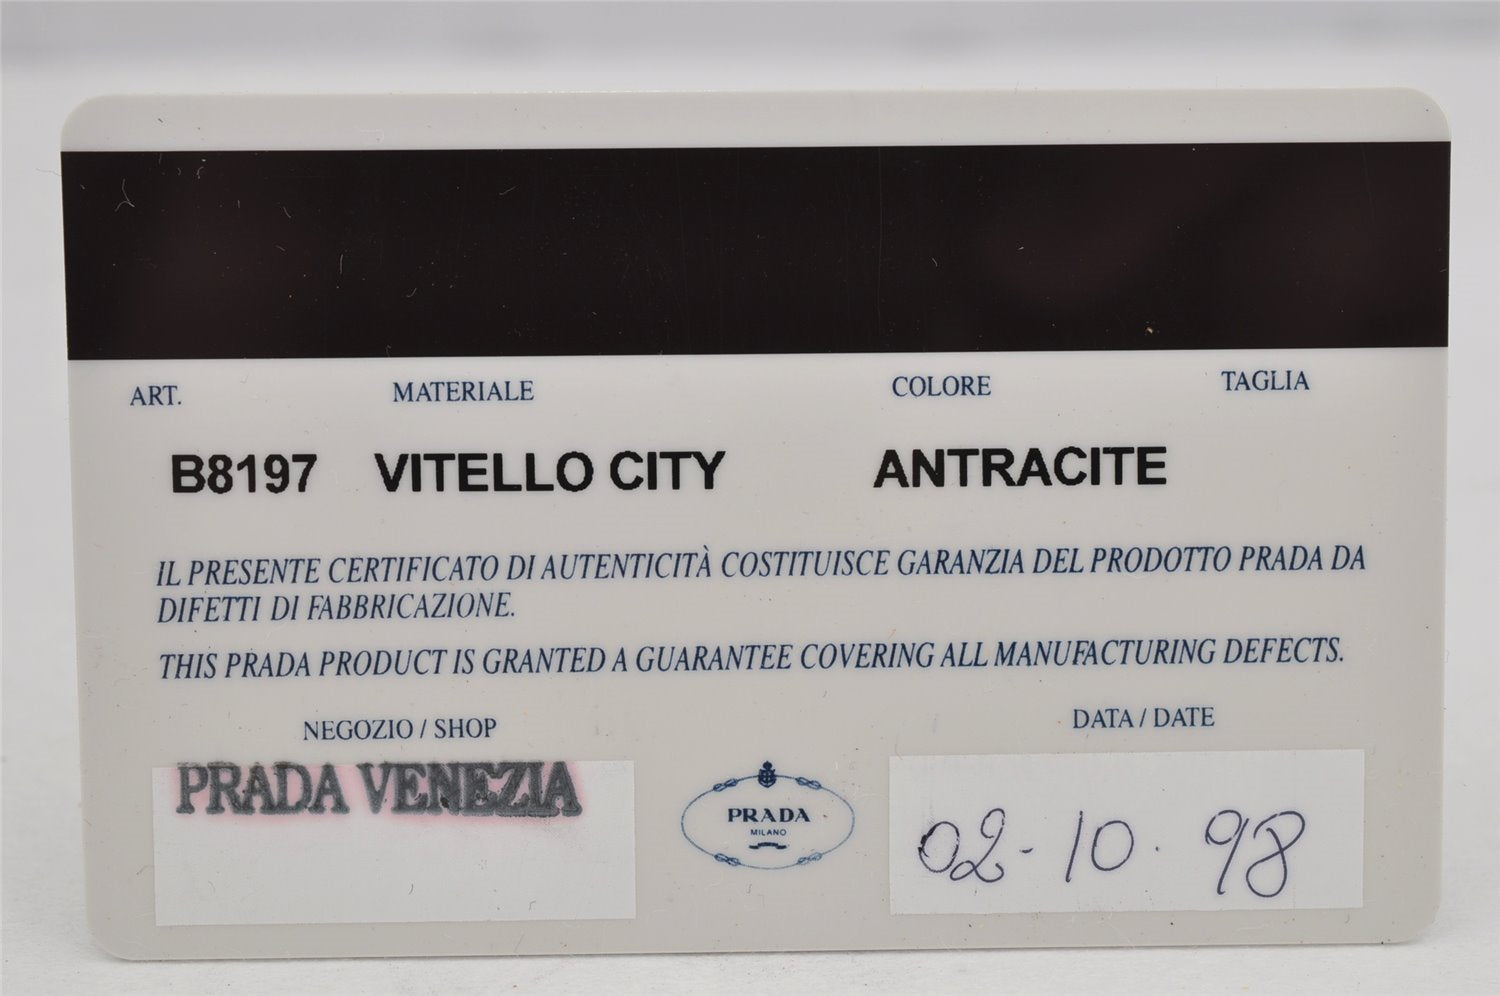 ART. MATERIALE COLORE TAGLIA
B8197 VITELLO CITY ANTRACITE
IL PRESENTE CERTIFICATO DI AUTENTICITÀ COSTITUISCE GARANZIA DEL PRODOTTO PRADA DA
DIFETTI DI FABBRICAZIONE.
THIS PRADA PRODUCT IS GRANTED A GUARANTEE COVERING ALL MANUFACTURING DEFECTS.
NEGOZIO / SHOP
DATA / DATE
PRADA VENEZIA
PRADA
MILANO
02-10.98